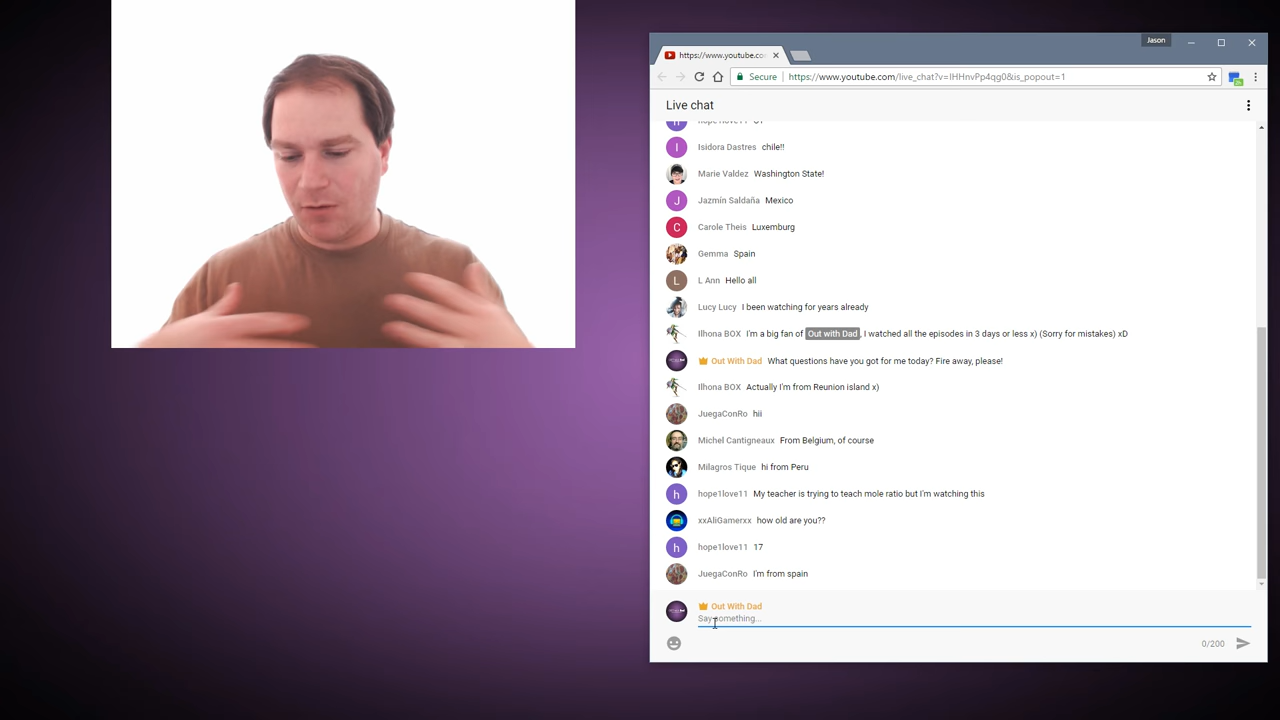 Jason
https://www.youtube.co
Secure https://www.youtube.com/live_chat?v=IHHnvPp4qg0&is_popout=1
Live chat
hope1love11
Isidora Dastres chile!!
Marie Valdez Washington State!
Jazmín Saldaña Mexico
Carole Theis Luxemburg
Gemma Spain
L Ann Hello all
Lucy Lucy I been watching for years already
Ilhona BOX I'm a big fan of Out with Dad, I watched all the episodes in 3 days or less x) (Sorry for mistakes) xD
Out With Dad What questions have you got for me today? Fire away, please!
Ilhona BOX Actually I'm from Reunion island x)
JuegaConRo hii
Michel Cantigneaux From Belgium, of course
Milagros Tique hi from Peru
h hope1love11 My teacher is trying to teach mole ratio but I'm watching this
xxAliGamerxx how old are you??
h hope1love11 17
JuegaConRo I'm from spain
Out With Dad
Say something...
0/200